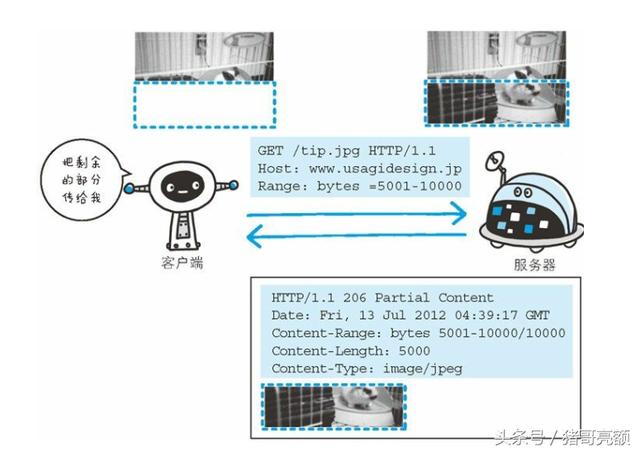 把剩余
的部分
传给我
GET /tip.jpg HTTP/1.1
Host: www.usagidesign.jp
Range: bytes =5001-10000
客户端
服务器
HTTP/1.1 206 Partial Content
Date: Fri, 13 Jul 2012 04:39:17 GMT
Content-Range: bytes 5001-10000/10000
Content-Length: 5000
Content-Type: image/jpeg
头条号 / 猪哥亮额